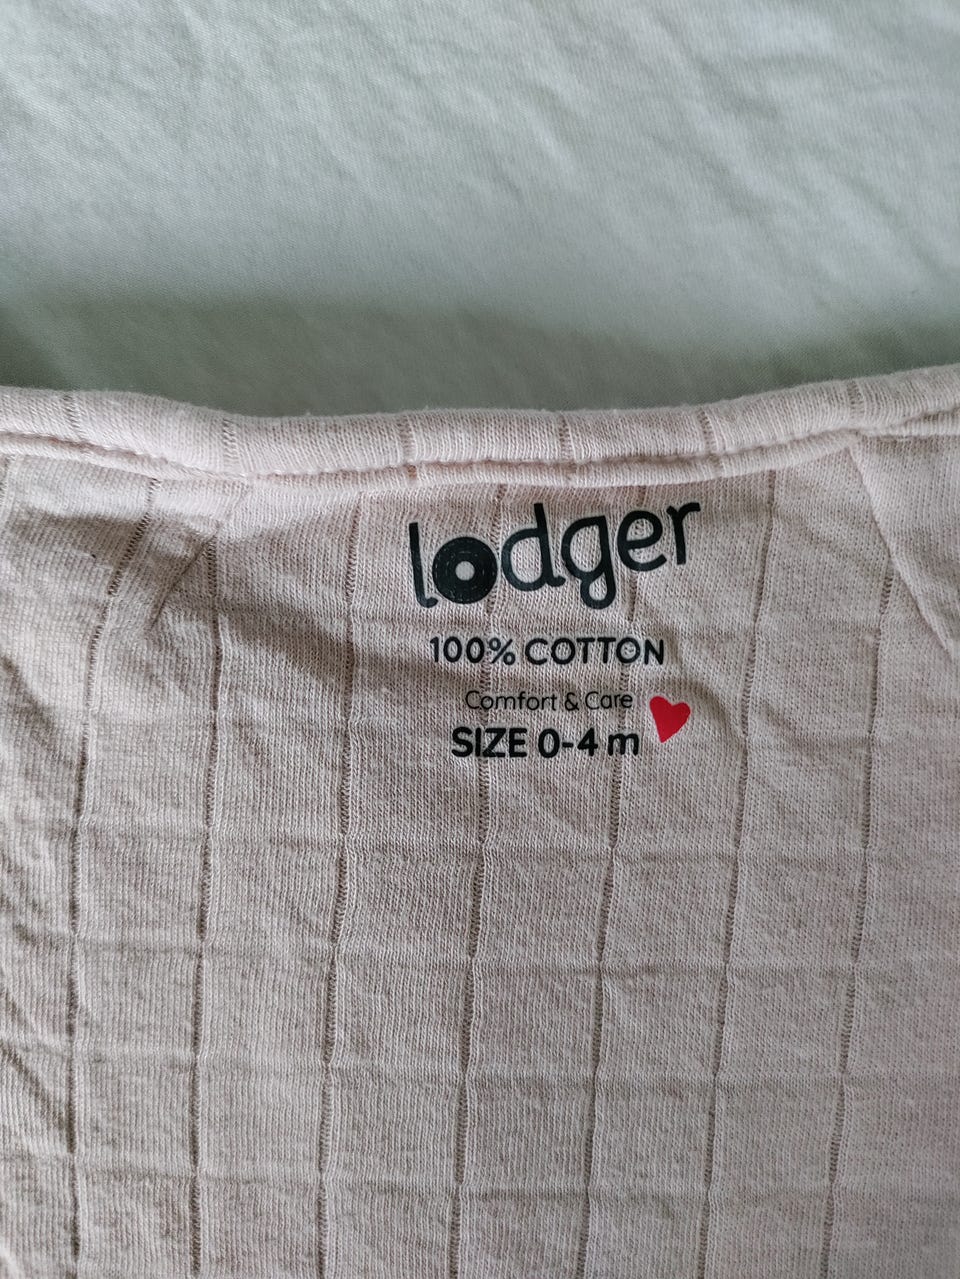 lodger
100% COTTON
Comfort & Care
SIZE 0-4 m